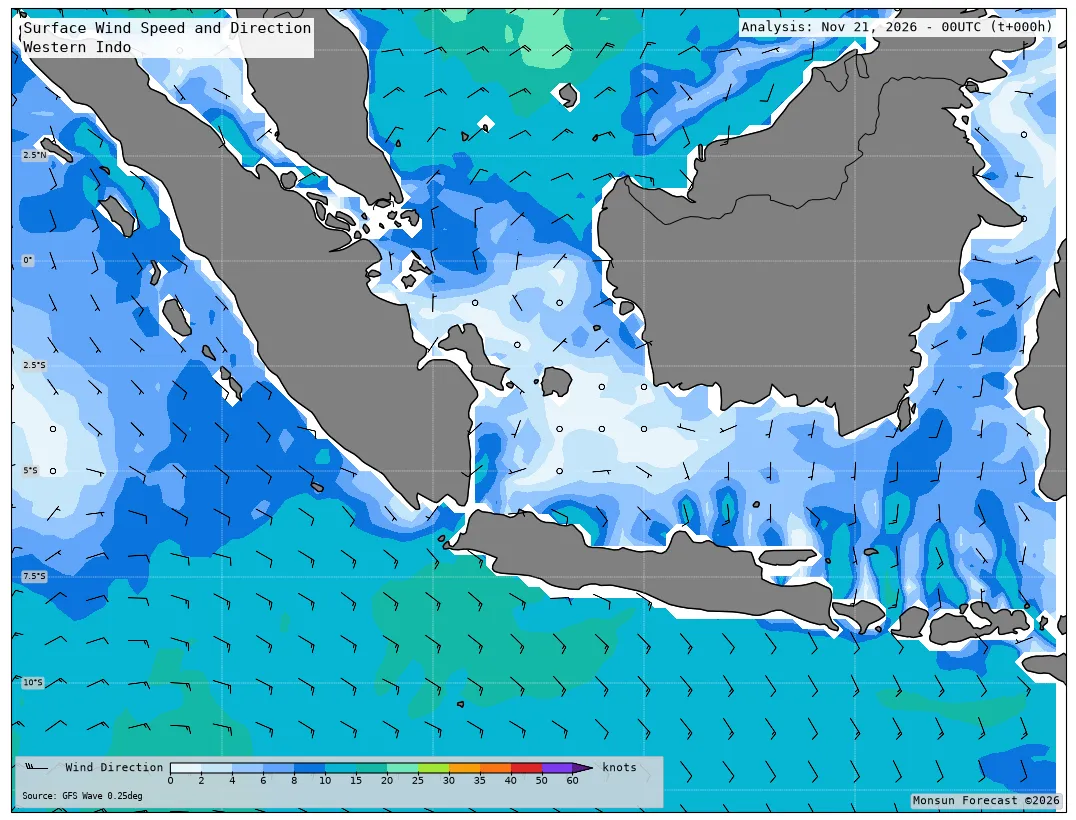 Surface Wind Speed and Direction
Western Indo
Analysis: Nov 21, 2026 - 00UTC (t+000h)
2.5°N
0°
2.5°S
5°S
7.5°S
10°S
Wind Direction
0 2 4 6 8 10 15 20 25 30 35 40 50 60
knots
Source: GFS Wave 0.25deg
Monsun Forecast ©2026